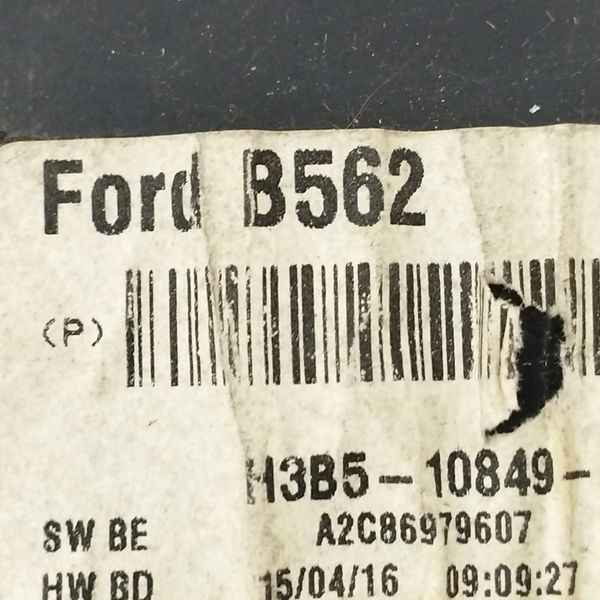 Ford B562
(P)
H3B5-10849-
SW BE A2C86979607
HW BD 15/04/16 09:09:27